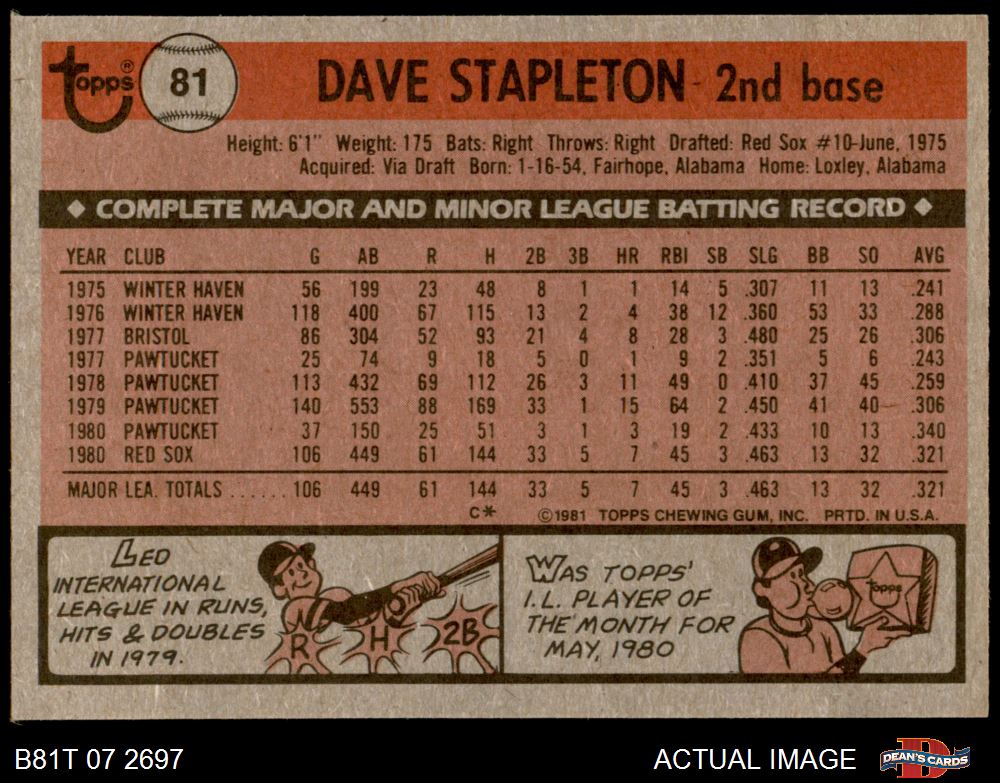 topps® 81 DAVE STAPLETON 2nd base
Height: 6'1" Weight: 175 Bats: Right Throws: Right Drafted: Red Sox #10-June, 1975
Acquired: Via Draft Born: 1-16-54, Fairhope, Alabama Home: Loxley, Alabama
◆ COMPLETE MAJOR AND MINOR LEAGUE BATTING RECORD ◆
YEAR CLUB G AB R H 2B 3B HR RBI SB SLG BB SO AVG
1975 WINTER HAVEN 56 199 23 48 8 1 1 14 5 .307 11 13 .241
1976 WINTER HAVEN 118 400 67 115 13 2 4 38 12 .360 53 33 .288
1977 BRISTOL 86 304 52 93 21 4 8 28 3 .480 25 26 .306
1977 PAWTUCKET 25 74 9 18 5 0 1 9 2 .351 5 6 .243
1978 PAWTUCKET 113 432 69 112 26 3 11 49 0 .410 37 45 .259
1979 PAWTUCKET 140 553 88 169 33 1 15 64 2 .450 41 40 .306
1980 PAWTUCKET 37 150 25 51 3 1 3 19 2 .433 10 13 .340
1980 RED SOX 106 449 61 144 33 5 7 45 3 .463 13 32 .321
MAJOR LEA. TOTALS ...... 106 449 61 144 33 5 7 45 3 .463 13 32 .321
C* ©1981 TOPPS CHEWING GUM, INC. PRTD. IN U.S.A.
LED
INTERNATIONAL
LEAGUE IN RUNS,
HITS & DOUBLES
IN 1979.
R H 2B
WAS TOPPS'
I.L. PLAYER OF
THE MONTH FOR
MAY, 1980
topps
B81T 07 2697 ACTUAL IMAGE D DEAN'S CARDS